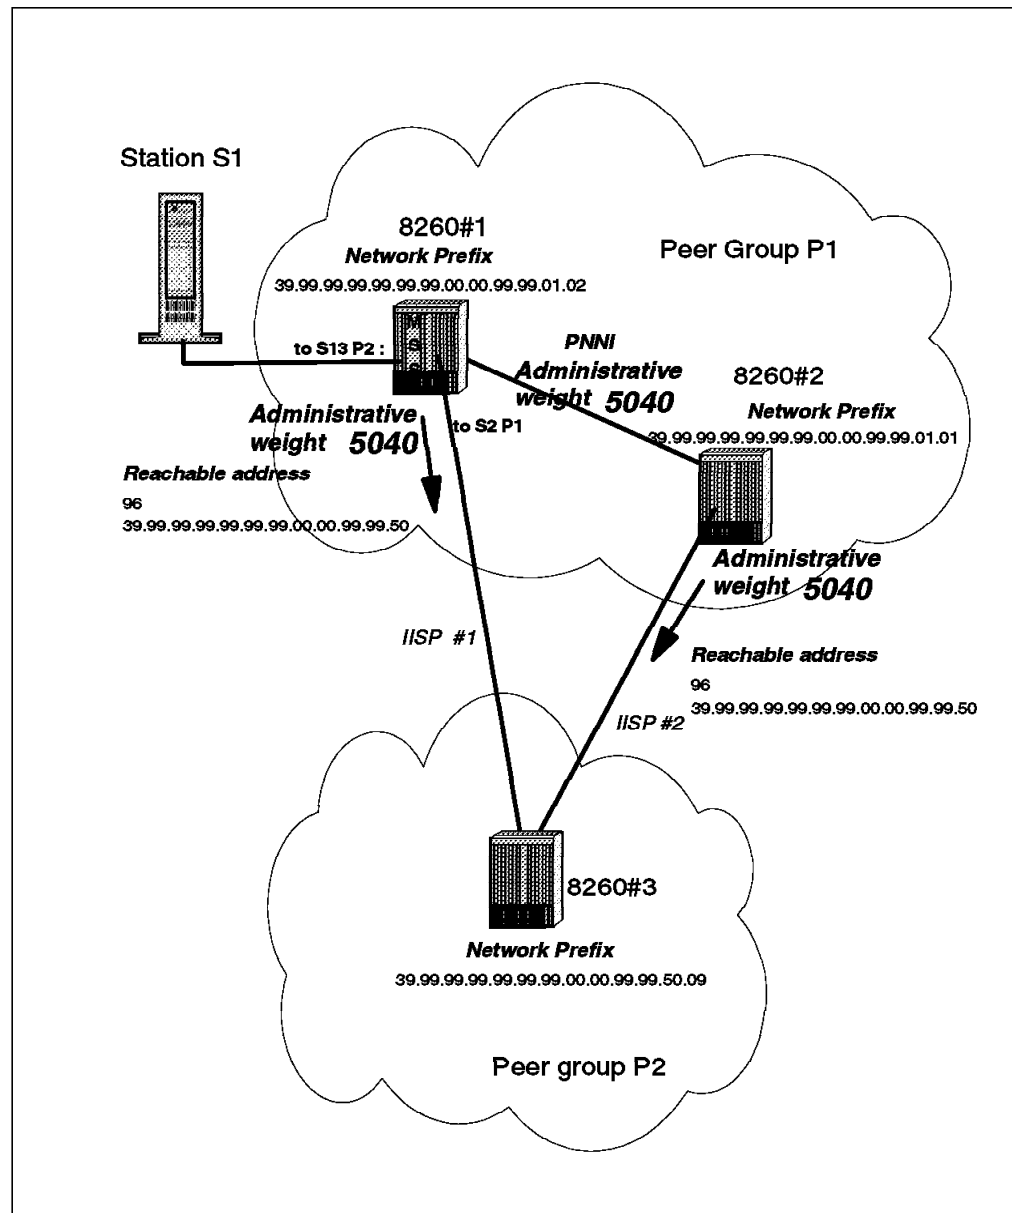 Station S1
8260#1
Network Prefix
39.99.99.99.99.99.99.00.00.99.99.01.02
Peer Group P1
to S13 P2 :
M
S
S
PNNI
Administrative
weight 5040
8260#2
Network Prefix
39.99.99.99.99.99.99.00.00.99.99.01.01
Administrative
weight 5040
to S2 P1
Reachable address
96
39.99.99.99.99.99.99.00.00.99.99.50
Administrative
weight 5040
IISP #1
Reachable address
96
39.99.99.99.99.99.99.00.00.99.99.50
IISP #2
8260#3
Network Prefix
39.99.99.99.99.99.99.00.00.99.99.50.09
Peer group P2